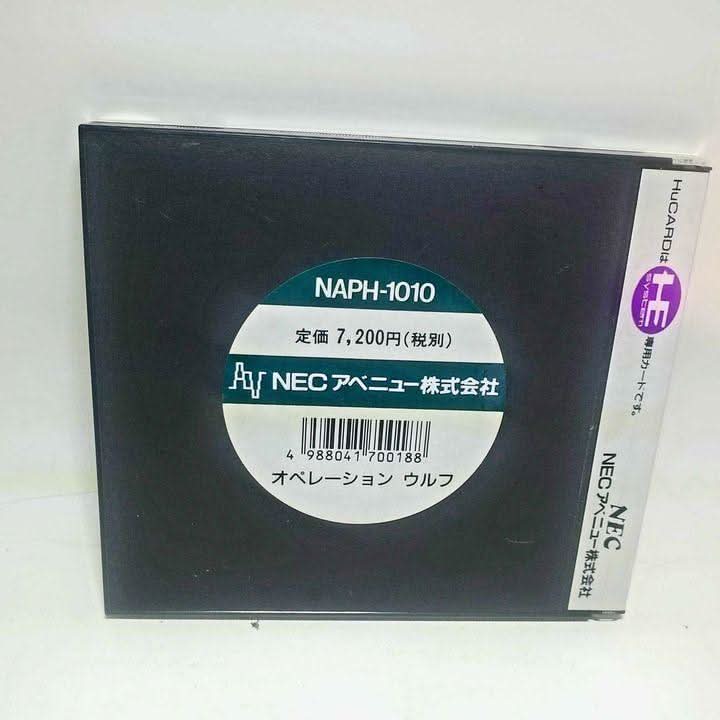 NAPH-1010
定価 7,200円(税別)
NECアベニュー株式会社
4 988041 700188
オペレーション ウルフ
HuCARDは HE SYSTEM 専用カードです。
NEC
NECアベニュー株式会社